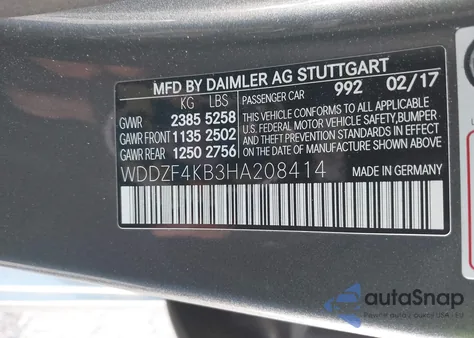 MFD BY DAIMLER AG STUTTGART
KG LBS PASSENGER CAR 992 02/17
GVWR 2385 5258 THIS VEHICLE CONFORMS TO ALL APPLICABLE
GAWR FRONT 1135 2502 U.S. FEDERAL MOTOR VEHICLE SAFETY, BUMPER
GAWR REAR 1250 2756 AND THEFT PREVENTION STANDARDS IN EFFECT
ON THE DATE OF MANUFACTURE SHOWN ABOVE.
WDDZF4KB3HA208414 MADE IN GERMANY
autoSnap